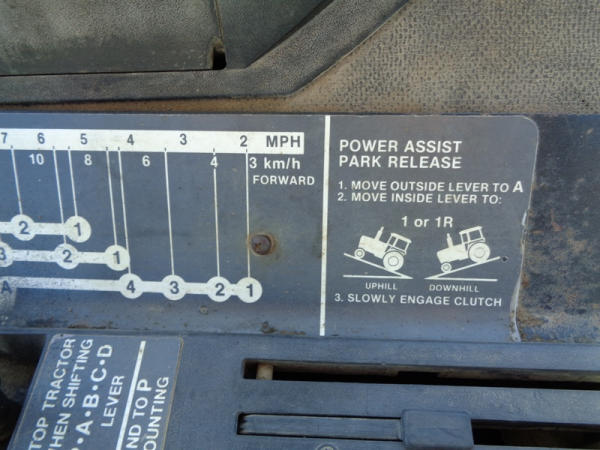 7 6 5 4 3 2 MPH
10 8 6 4 3 km/h
FORWARD
2 1
3 2 1
A 4 3 2 1
POWER ASSIST
PARK RELEASE
1. MOVE OUTSIDE LEVER TO A
2. MOVE INSIDE LEVER TO:
1 or 1R
UPHILL DOWNHILL
3. SLOWLY ENGAGE CLUTCH
TOP TRACTOR
HEN SHIFTING
A•B•C•D
LEVER
ND TO P
OUNTING